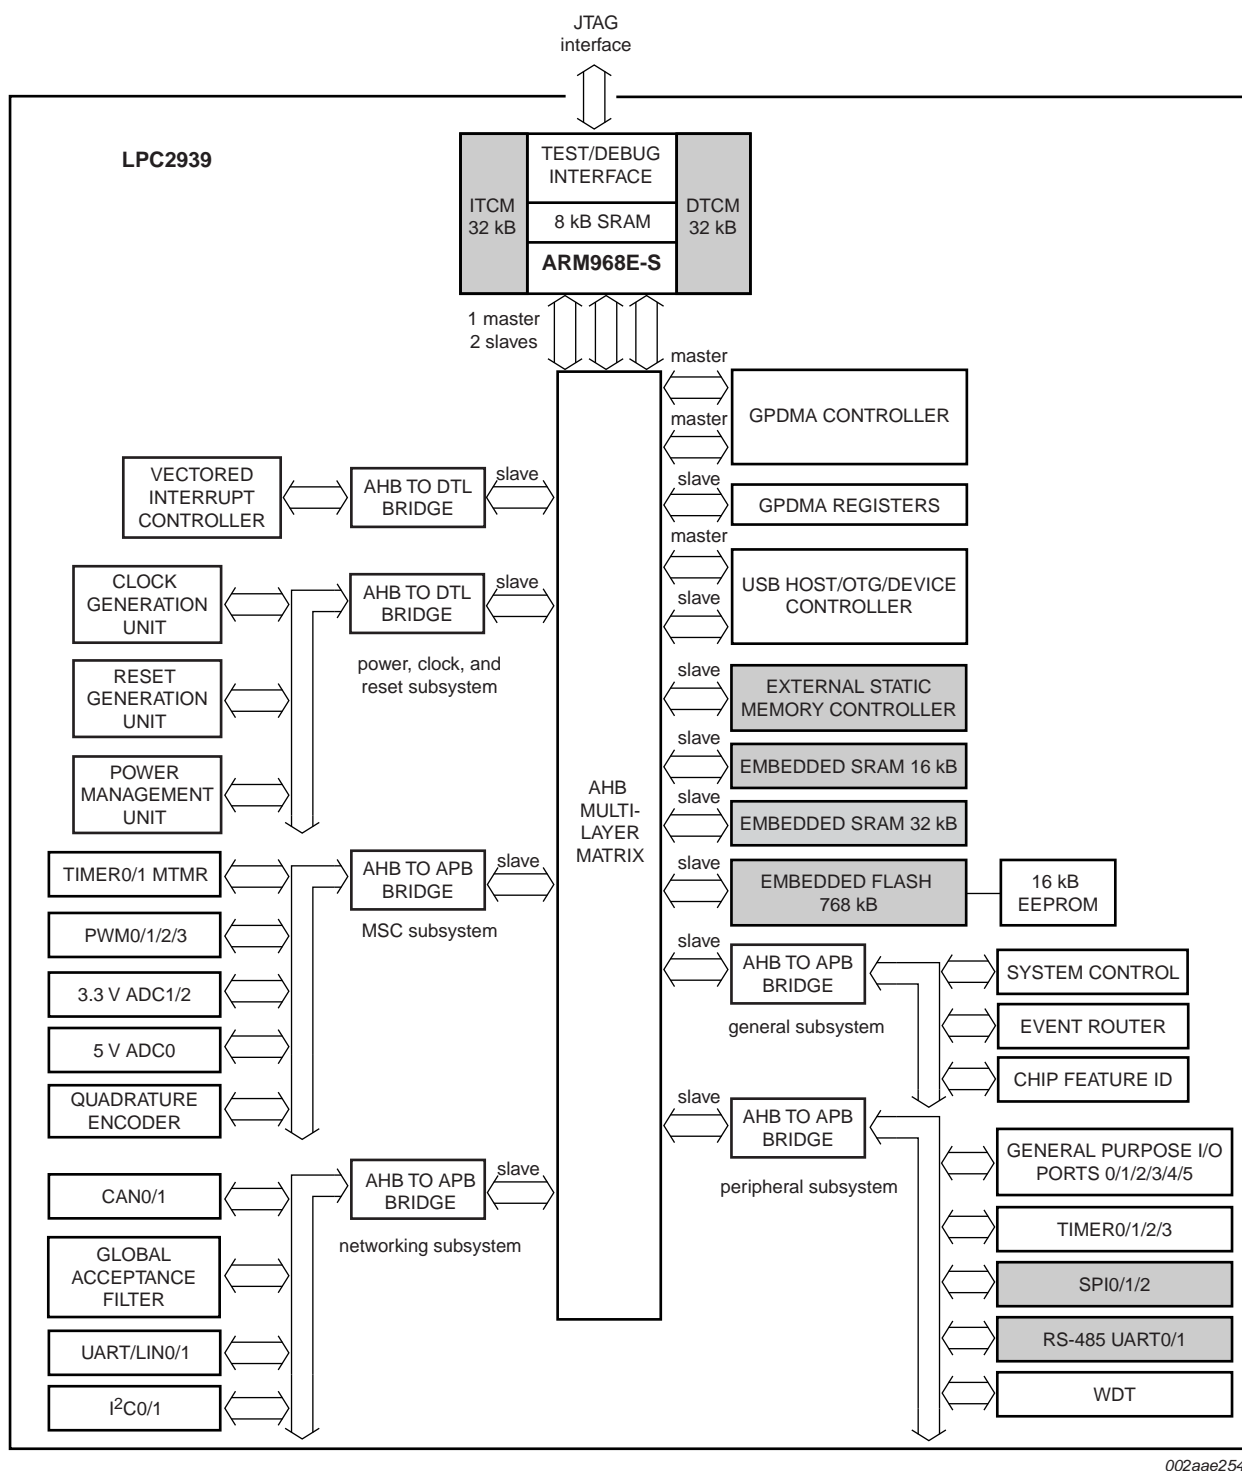 JTAG
interface
LPC2939
TEST/DEBUG
INTERFACE
ITCM
32 kB
DTCM
32 kB
8 kB SRAM
ARM968E-S
1 master
2 slaves
master
GPDMA CONTROLLER
master
VECTORED
INTERRUPT
CONTROLLER
AHB TO DTL
BRIDGE
slave
slave
GPDMA REGISTERS
master
CLOCK
GENERATION
UNIT
AHB TO DTL
BRIDGE
slave
USB HOST/OTG/DEVICE
CONTROLLER
slave
power, clock, and
reset subsystem
RESET
GENERATION
UNIT
slave
EXTERNAL STATIC
MEMORY CONTROLLER
slave
EMBEDDED SRAM 16 kB
POWER
MANAGEMENT
UNIT
AHB
MULTI-
LAYER
MATRIX
slave
EMBEDDED SRAM 32 kB
TIMER0/1 MTMR
AHB TO APB
BRIDGE
slave
MSC subsystem
slave
EMBEDDED FLASH
768 kB
16 kB
EEPROM
PWM0/1/2/3
slave
AHB TO APB
BRIDGE
general subsystem
SYSTEM CONTROL
3.3 V ADC1/2
EVENT ROUTER
5 V ADC0
CHIP FEATURE ID
QUADRATURE
ENCODER
slave
AHB TO APB
BRIDGE
peripheral subsystem
GENERAL PURPOSE I/O
PORTS 0/1/2/3/4/5
CAN0/1
AHB TO APB
BRIDGE
slave
networking subsystem
TIMER0/1/2/3
GLOBAL
ACCEPTANCE
FILTER
SPI0/1/2
UART/LIN0/1
RS-485 UART0/1
I²C0/1
WDT
002aae254